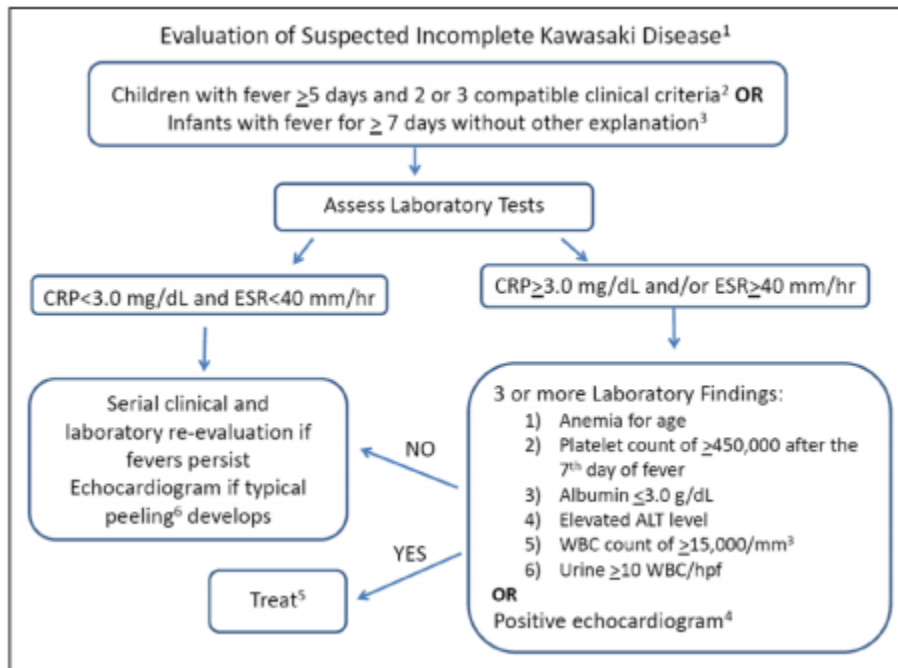 Evaluation of Suspected Incomplete Kawasaki Disease¹
Children with fever ≥5 days and 2 or 3 compatible clinical criteria² OR
Infants with fever for ≥ 7 days without other explanation³
Assess Laboratory Tests
CRP<3.0 mg/dL and ESR<40 mm/hr
CRP≥3.0 mg/dL and/or ESR≥40 mm/hr
Serial clinical and
laboratory re-evaluation if
fevers persist
Echocardiogram if typical
peeling⁶ develops
NO
YES
Treat⁵
3 or more Laboratory Findings:
1) Anemia for age
2) Platelet count of ≥450,000 after the
7th day of fever
3) Albumin ≤3.0 g/dL
4) Elevated ALT level
5) WBC count of ≥15,000/mm³
6) Urine ≥10 WBC/hpf
OR
Positive echocardiogram⁴